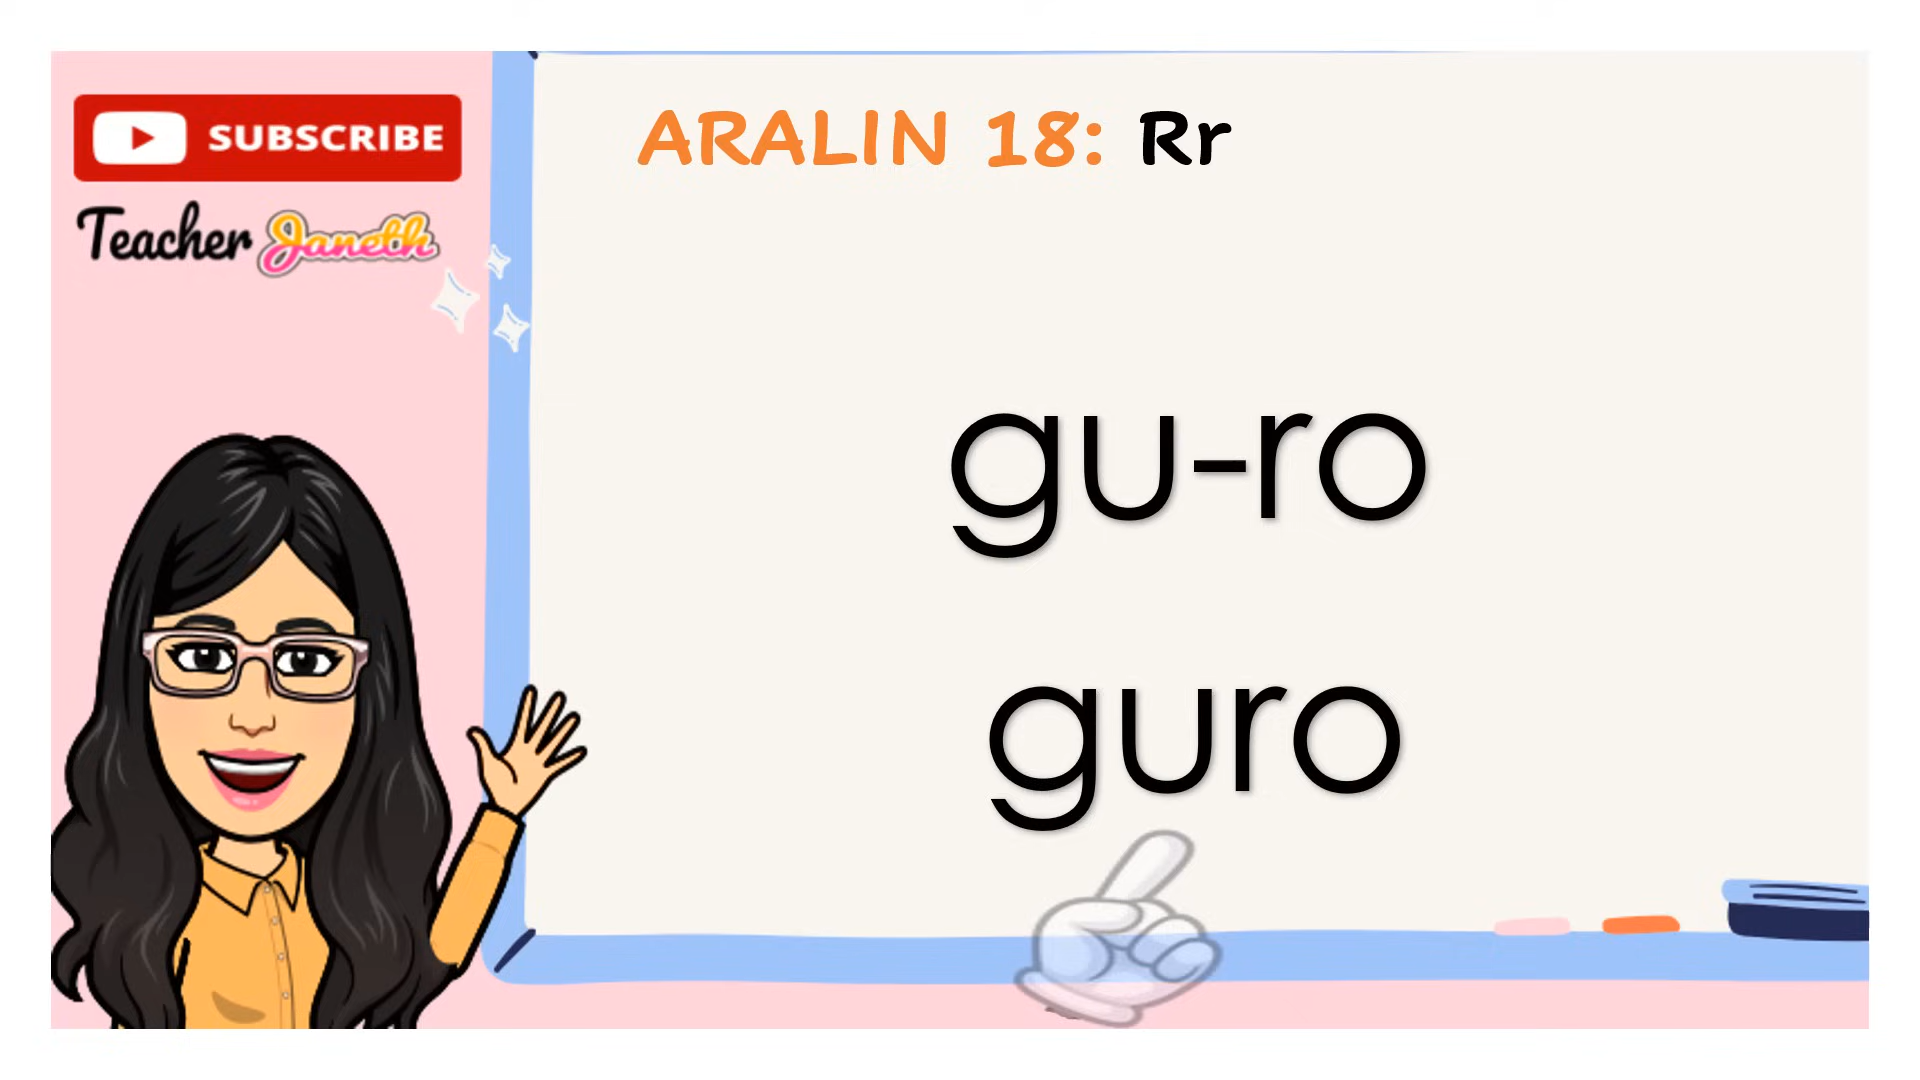 SUBSCRIBE
Teacher Janeth
ARALIN 18: Rr
gu-ro
guro